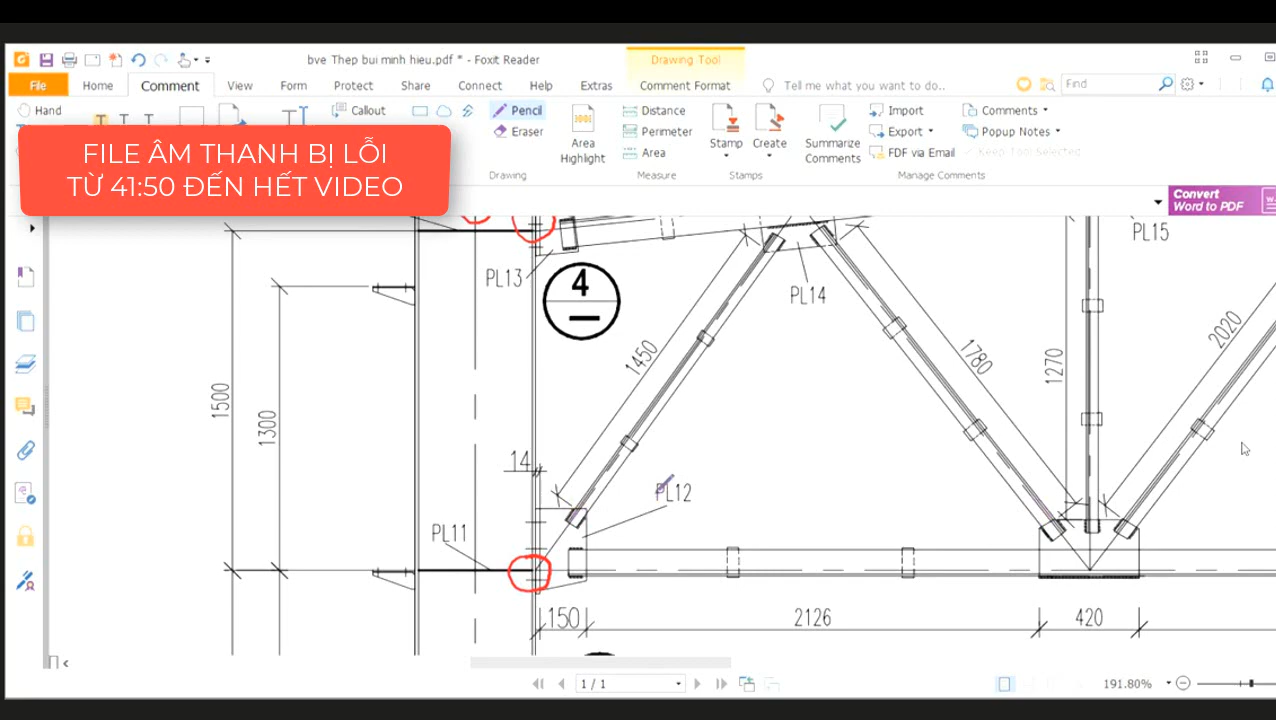 bve Thep bui minh hieu.pdf * - Foxit Reader
Drawing Tool
File Home Comment View Form Protect Share Connect Help Extras Comment Format Tell me what you want to do.. Find
Hand
Callout
Pencil
Eraser
Area
Highlight
Drawing
Distance
Perimeter
Area
Measure
Stamp
Create
Stamps
Summarize
Comments
Import
Export
FDF via Email
Comments
Popup Notes
Keep Tool Selected
Manage Comments
FILE ÂM THANH BỊ LỖI
TỪ 41:50 ĐẾN HẾT VIDEO
Convert
Word to PDF
PL15
PL13
4
PL14
1450
1780
1270
2020
1500
1300
14
PL12
PL11
150
2126
420
1 / 1
191.80%